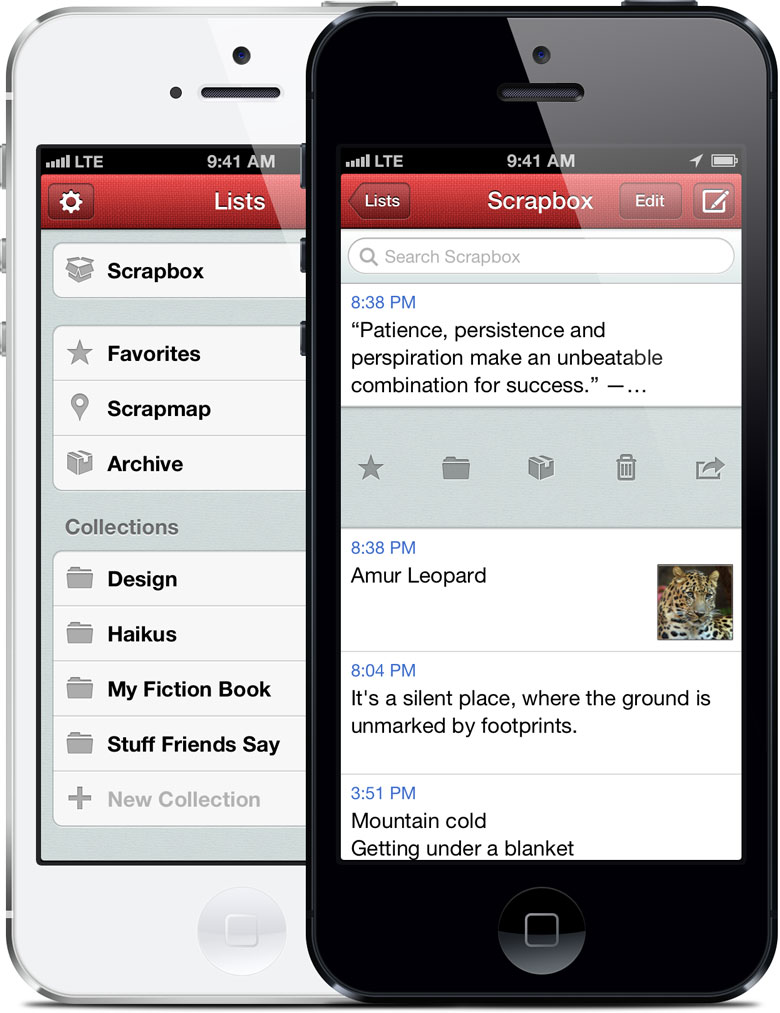 LTE 9:41 AM
Lists
Scrapbox
Favorites
Scrapmap
Archive
Collections
Design
Haikus
My Fiction Book
Stuff Friends Say
New Collection
LTE 9:41 AM
Lists Scrapbox Edit
Search Scrapbox
8:38 PM
“Patience, persistence and
perspiration make an unbeatable
combination for success.” —…
8:38 PM
Amur Leopard
8:04 PM
It's a silent place, where the ground is
unmarked by footprints.
3:51 PM
Mountain cold
Getting under a blanket